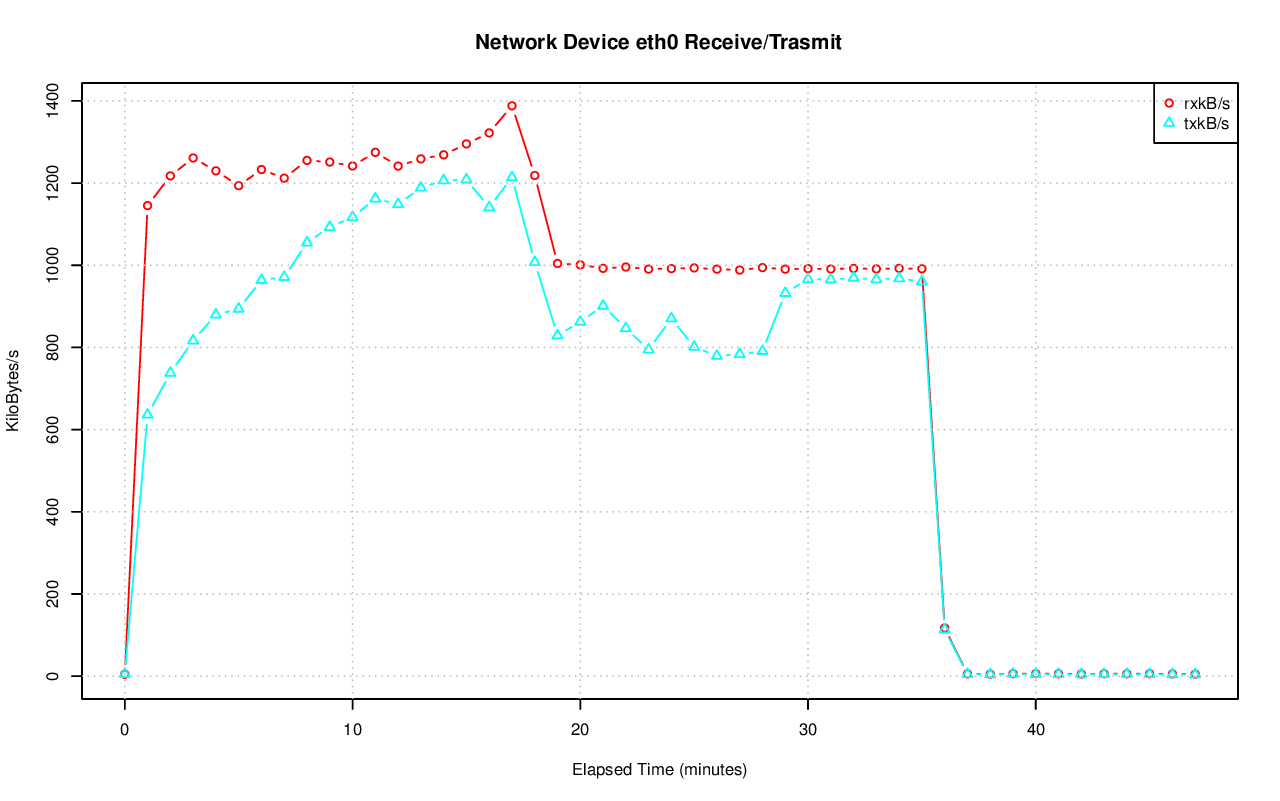 Network Device eth0 Receive/Trasmit
rxkB/s
txkB/s
1400
1200
1000
800
600
400
200
0
KiloBytes/s
0 10 20 30 40
Elapsed Time (minutes)